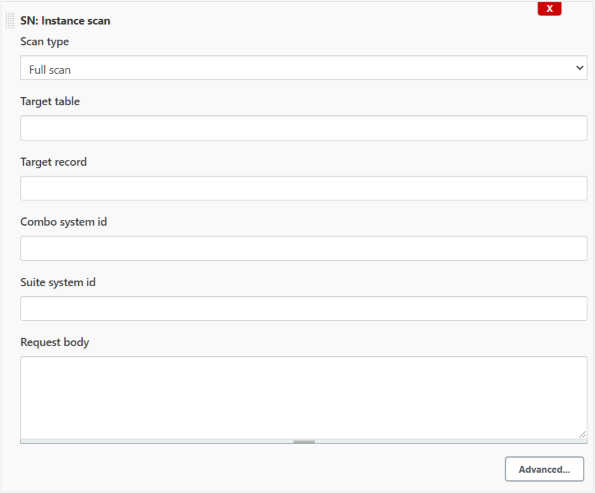 X
SN: Instance scan
Scan type
Full scan
Target table
Target record
Combo system id
Suite system id
Request body
Advanced...